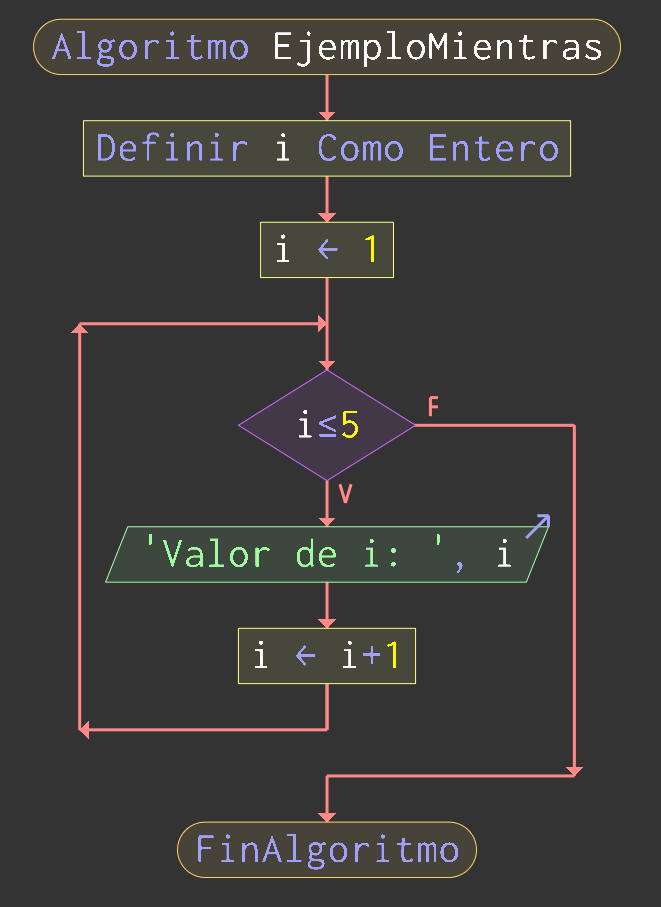 Algoritmo EjemploMientras
Definir i Como Entero
i ← 1
i≤5
F
V
'Valor de i: ', i
i ← i+1
FinAlgoritmo